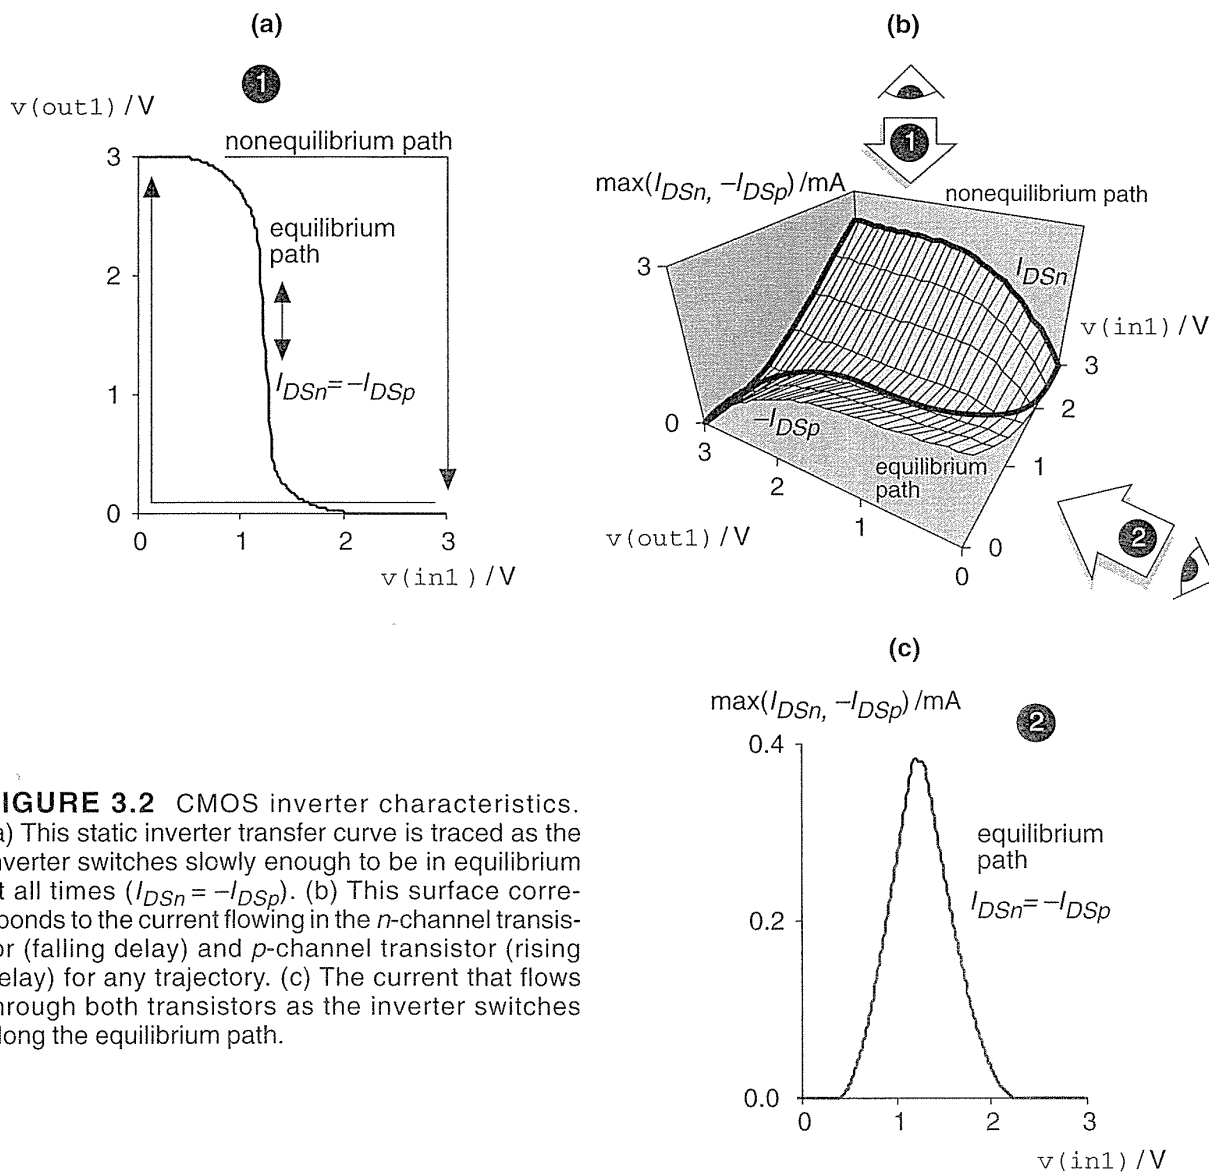 (a)
1
v(out1)/V
nonequilibrium path
3
equilibrium
path
2
I_DSn = –I_DSp
1
0
0 1 2 3
v(in1)/V
(b)
1
max(I_DSn, –I_DSp)/mA
nonequilibrium path
3
I_DSn
v(in1)/V
3
2
1
0
0
3
2
1
0
–I_DSp
equilibrium
path
v(out1)/V
2
(c)
max(I_DSn, –I_DSp)/mA
2
0.4
equilibrium
path
I_DSn = –I_DSp
0.2
0.0
0 1 2 3
v(in1)/V
IGURE 3.2 CMOS inverter characteristics.
a) This static inverter transfer curve is traced as the
nverter switches slowly enough to be in equilibrium
t all times (I_DSn = –I_DSp). (b) This surface corre-
ponds to the current flowing in the n-channel transis-
or (falling delay) and p-channel transistor (rising
elay) for any trajectory. (c) The current that flows
hrough both transistors as the inverter switches
long the equilibrium path.